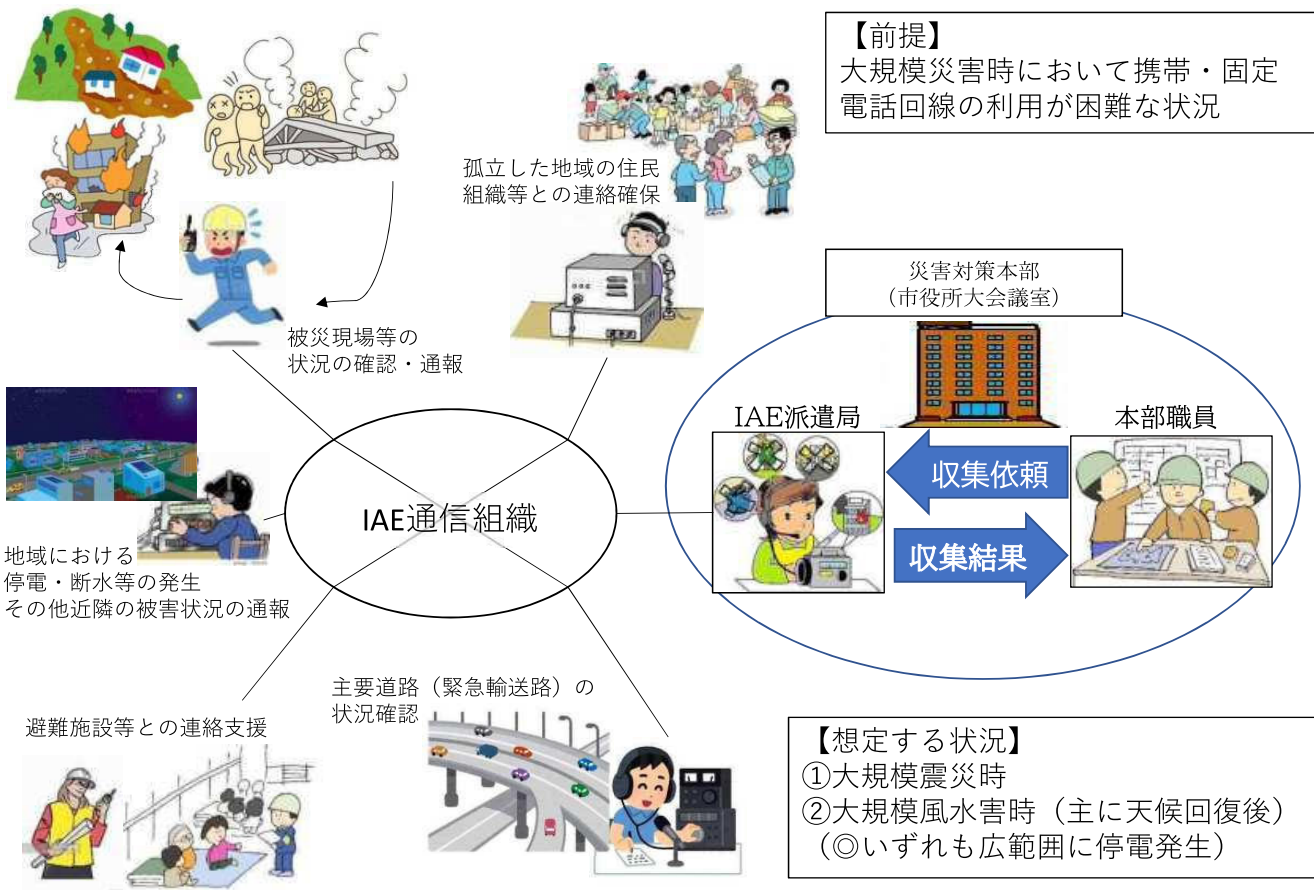 【前提】
大規模災害時において携帯・固定
電話回線の利用が困難な状況
孤立した地域の住民
組織等との連絡確保
災害対策本部
（市役所大会議室）
被災現場等の
状況の確認・通報
IAE派遣局
本部職員
収集依頼
収集結果
IAE通信組織
地域における
停電・断水等の発生
その他近隣の被害状況の通報
主要道路（緊急輸送路）の
状況確認
避難施設等との連絡支援
【想定する状況】
①大規模震災時
②大規模風水害時（主に天候回復後）
（◎いずれも広範囲に停電発生）